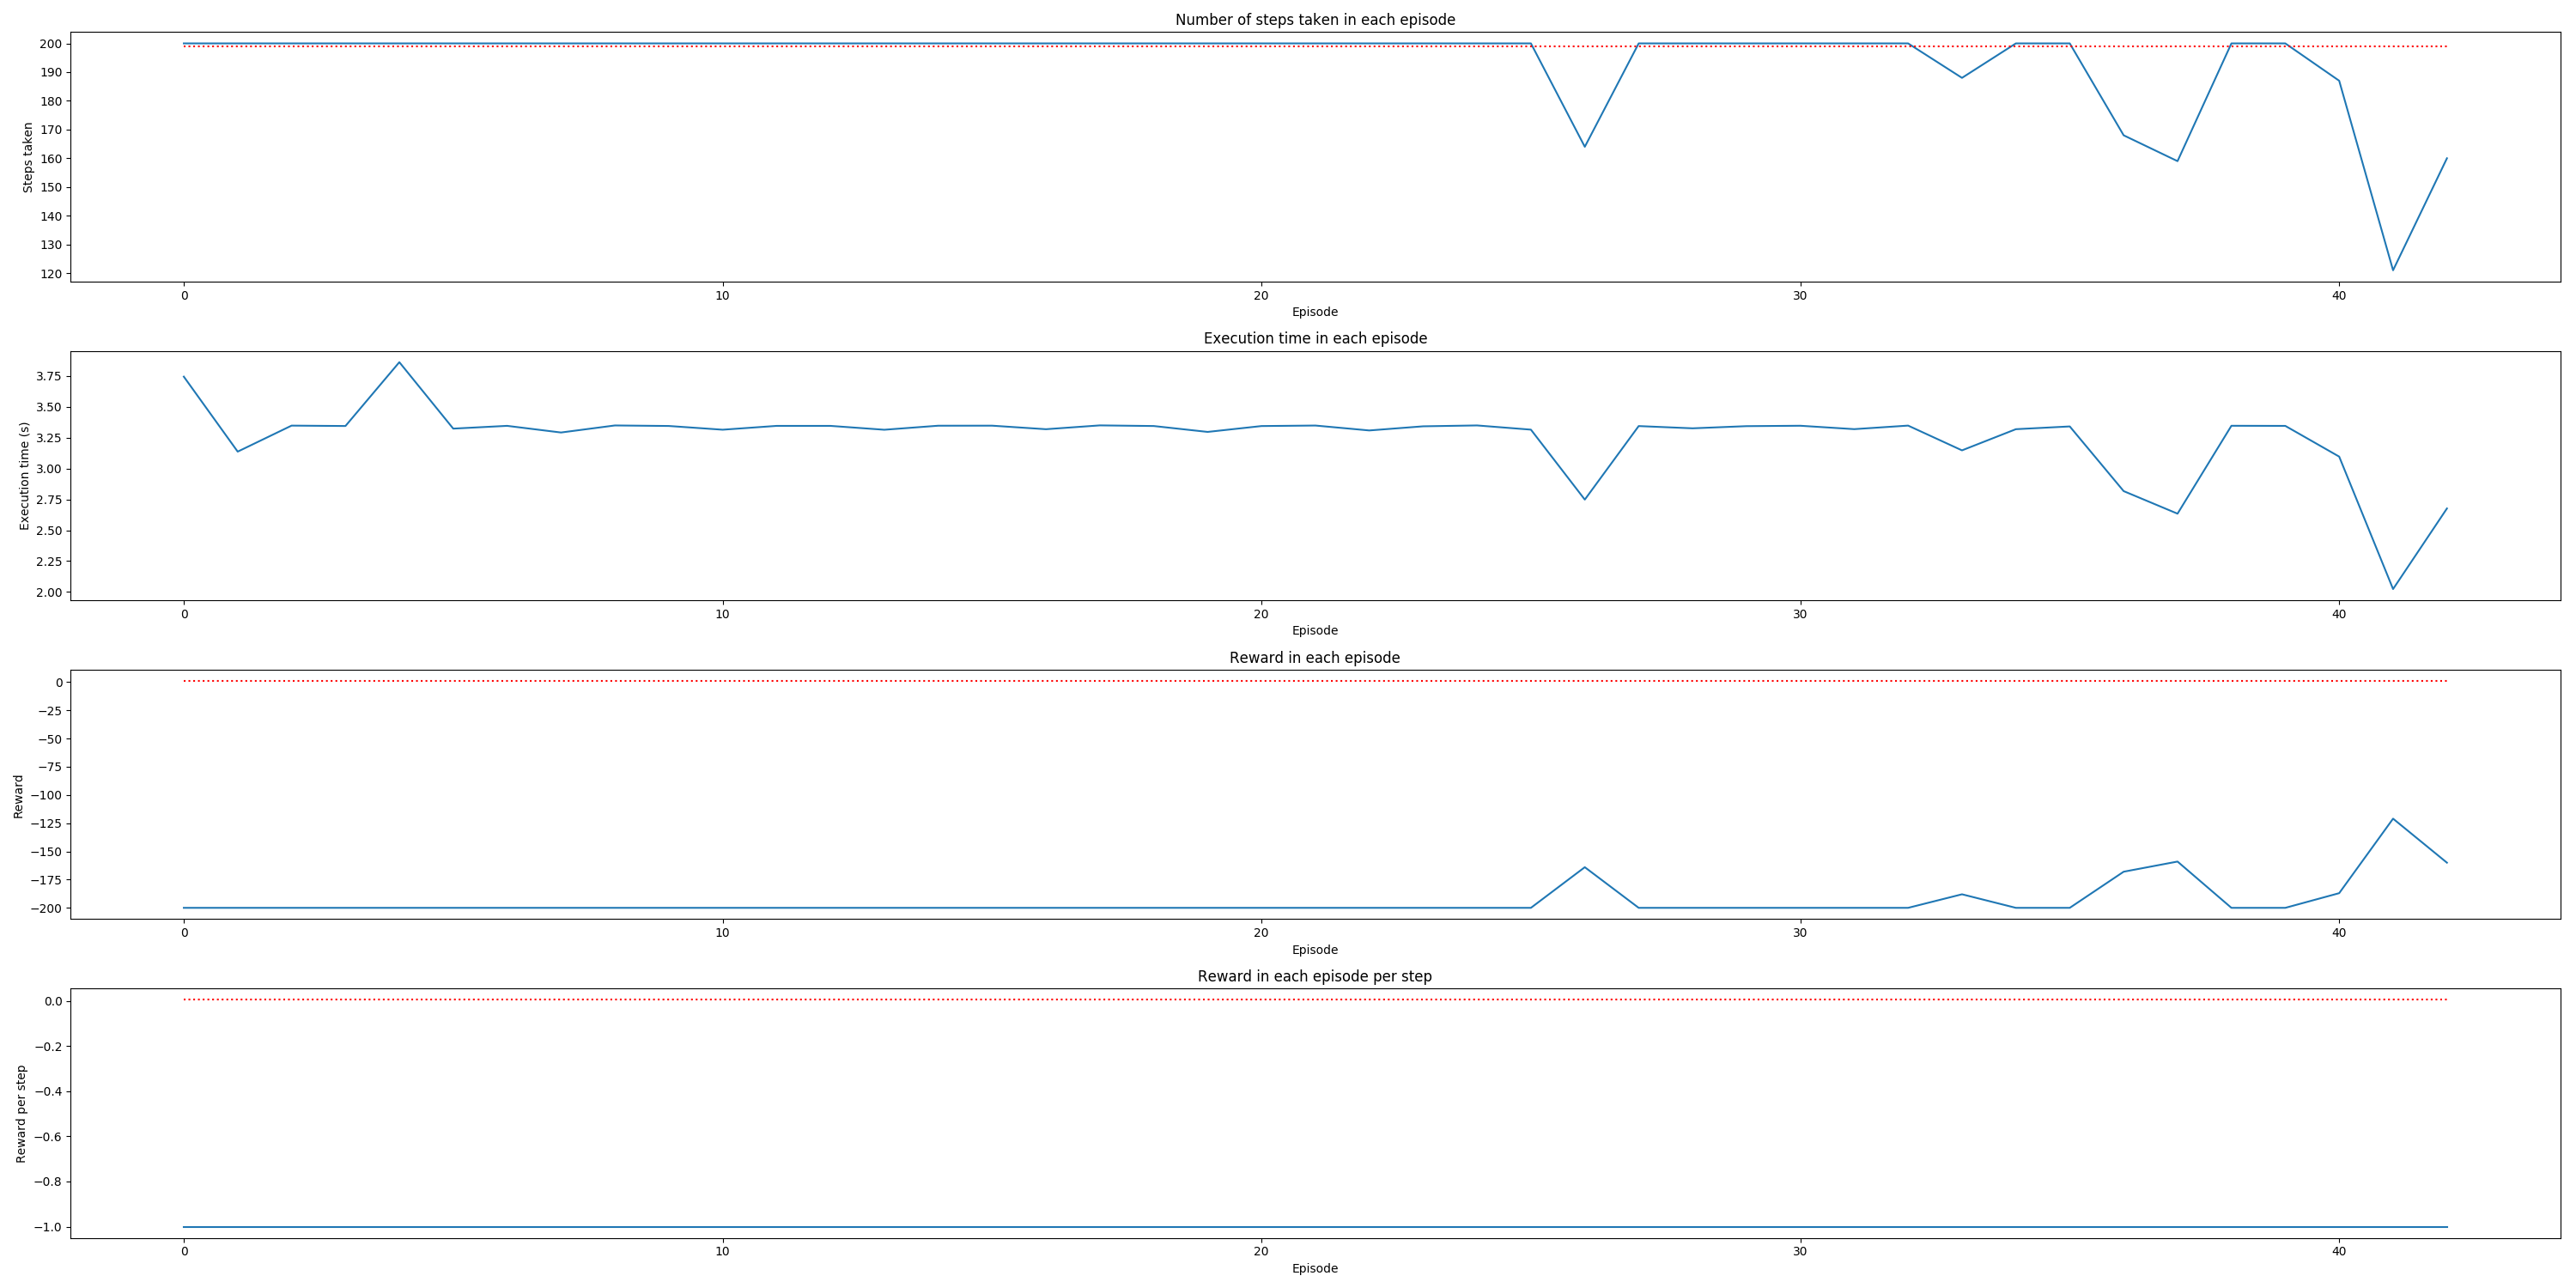 Number of steps taken in each episode
200
190
180
170
160
150
140
130
120
Steps taken
0 10 20 30 40
Episode
Execution time in each episode
3.75
3.50
3.25
3.00
2.75
2.50
2.25
2.00
Execution time (s)
0 10 20 30 40
Episode
Reward in each episode
0
−25
−50
−75
−100
−125
−150
−175
−200
Reward
0 10 20 30 40
Episode
Reward in each episode per step
0.0
−0.2
−0.4
−0.6
−0.8
−1.0
Reward per step
0 10 20 30 40
Episode